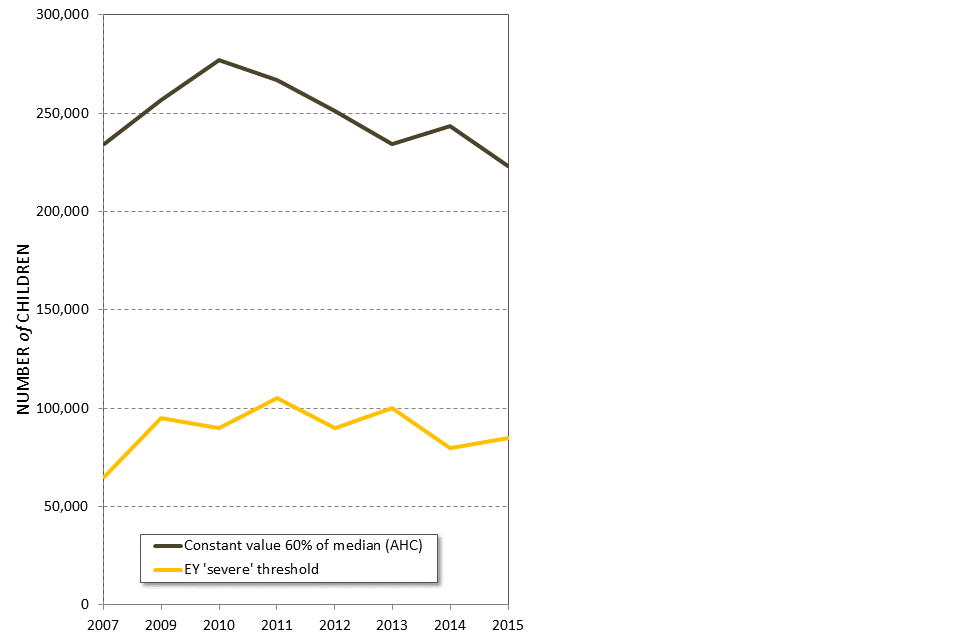 300,000
250,000
200,000
150,000
100,000
50,000
0
NUMBER of CHILDREN
Constant value 60% of median (AHC)
EY 'severe' threshold
2007 2009 2010 2011 2012 2013 2014 2015